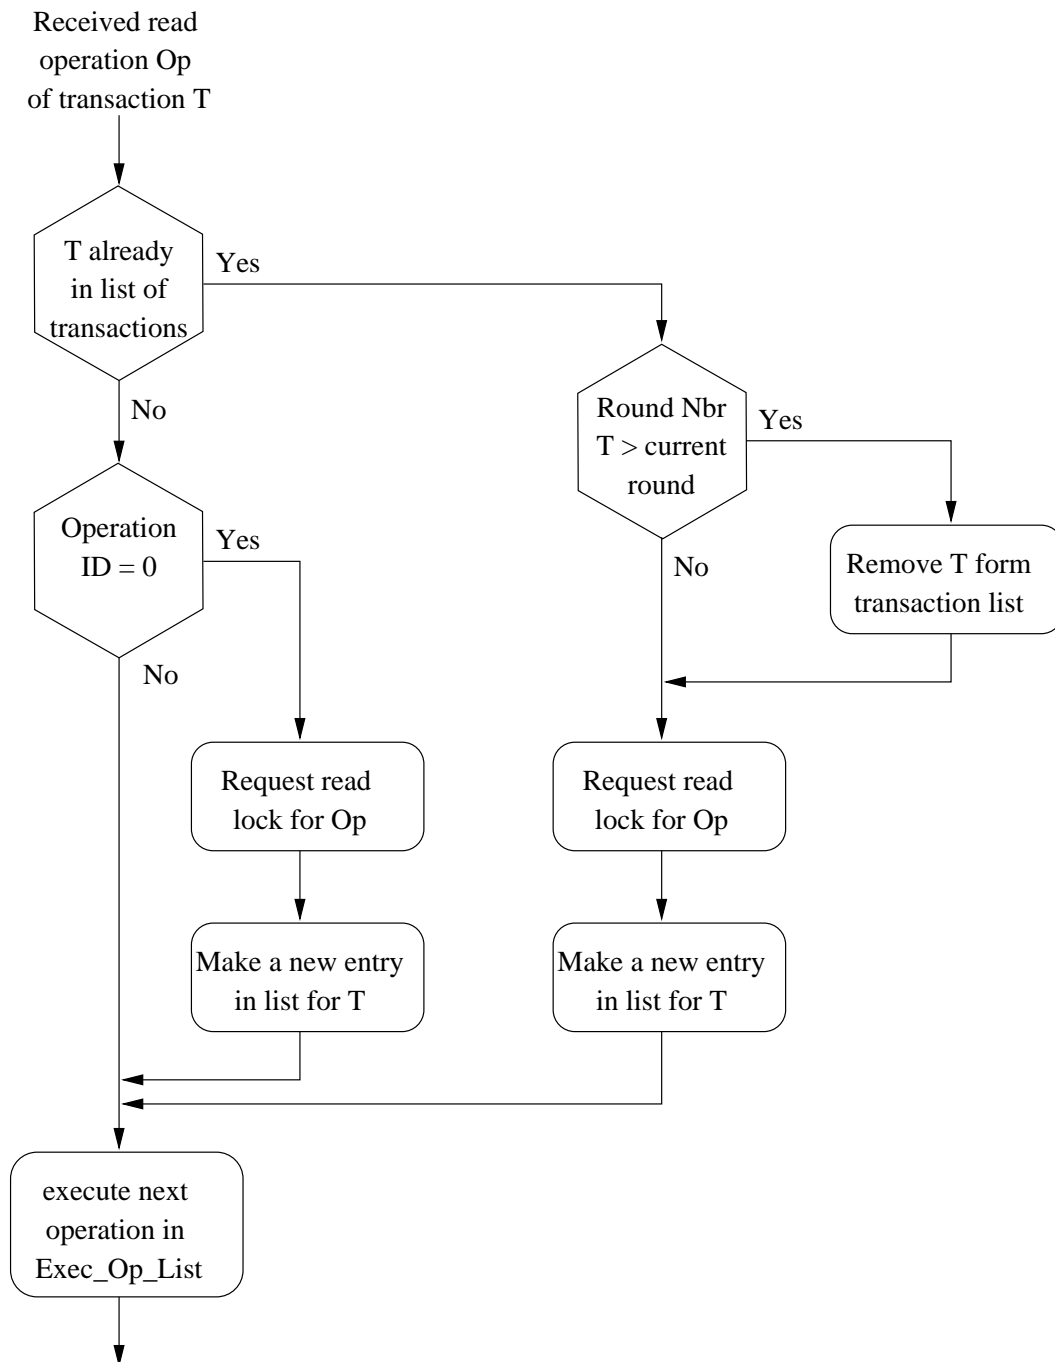 Received read
operation Op
of transaction T
T already
in list of
transactions
Yes
No
Round Nbr
T > current
round
Yes
No
Operation
ID = 0
Yes
No
Remove T form
transaction list
Request read
lock for Op
Request read
lock for Op
Make a new entry
in list for T
Make a new entry
in list for T
execute next
operation in
Exec_Op_List